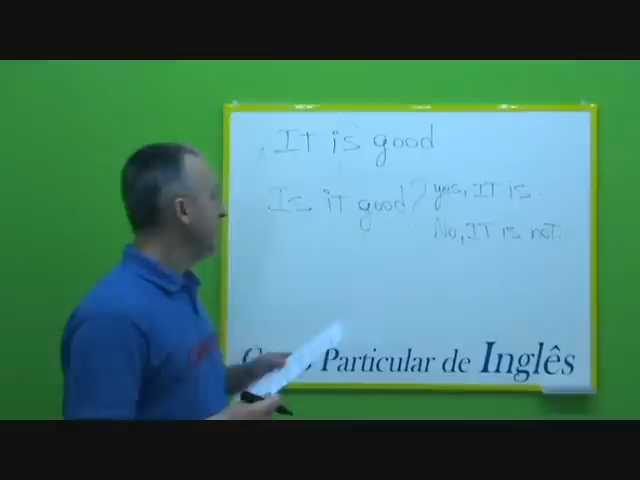 IT is good
Is iT good? yes, IT is.
No, IT is not.
Particular de Inglês